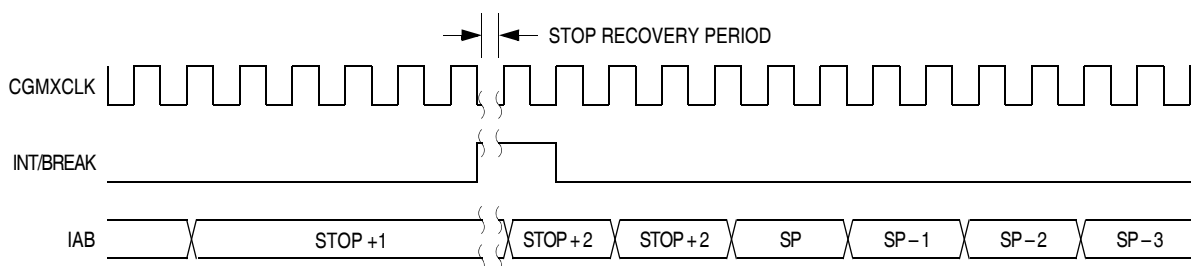 STOP RECOVERY PERIOD
CGMXCLK
INT/BREAK
IAB
STOP +1
STOP + 2
STOP + 2
SP
SP – 1
SP – 2
SP – 3